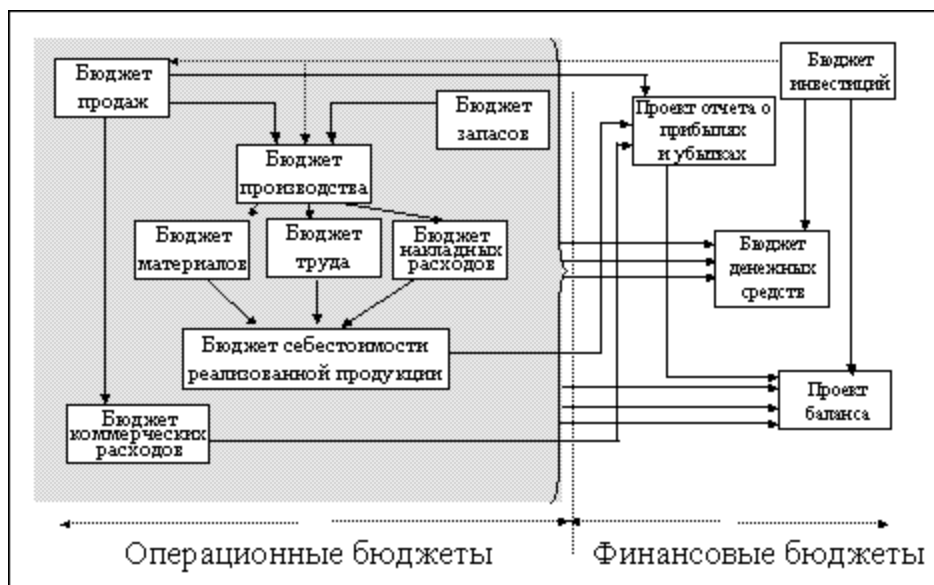 Бюджет
продаж
Бюджет
инвестиций
Бюджет
запасов
Проект отчета о
прибылях
и убытках
Бюджет
производства
Бюджет
материалов
Бюджет
труда
Бюджет
накладных
расходов
Бюджет
денежных
средств
Бюджет себестоимости
реализованной продукции
Проект
баланса
Бюджет
коммерческих
расходов
Операционные бюджеты
Финансовые бюджеты